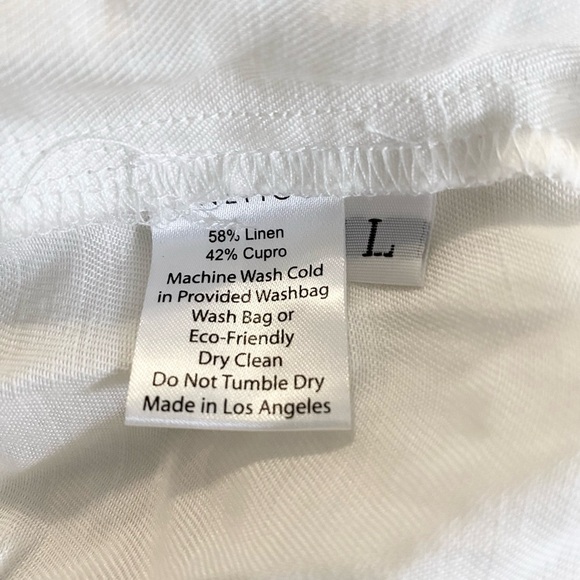 58% Linen
42% Cupro
Machine Wash Cold
in Provided Washbag
Wash Bag or
Eco-Friendly
Dry Clean
Do Not Tumble Dry
Made in Los Angeles
L